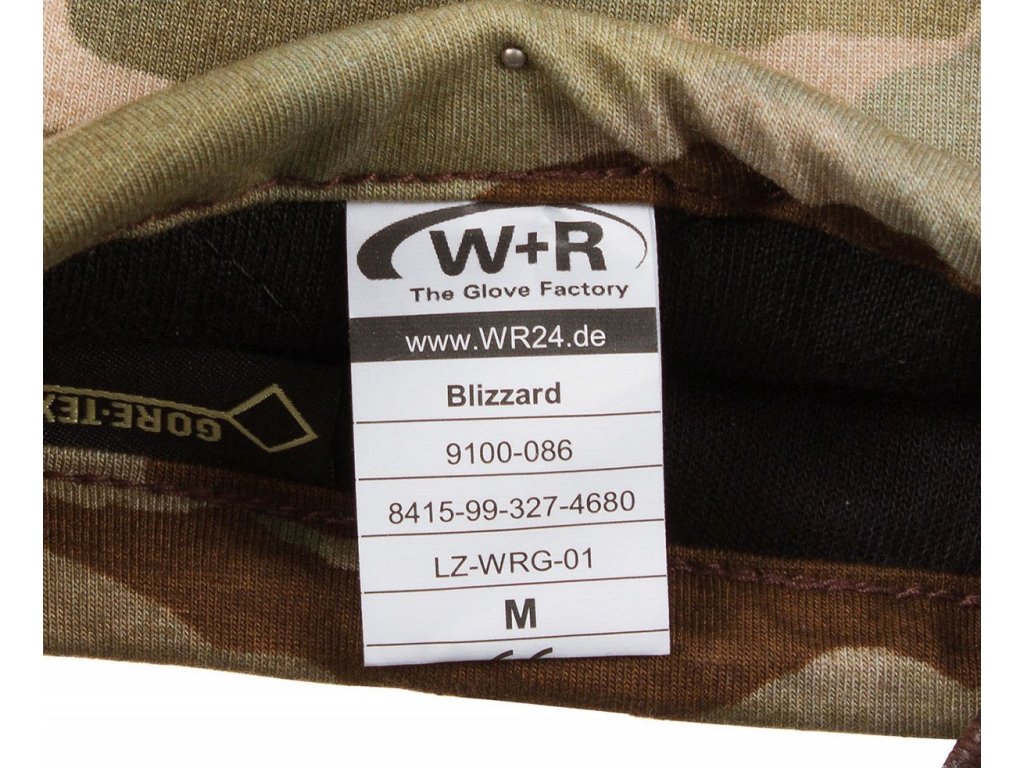 W+R
The Glove Factory
www.WR24.de
Blizzard
9100-086
8415-99-327-4680
LZ-WRG-01
M
GORE-TEX